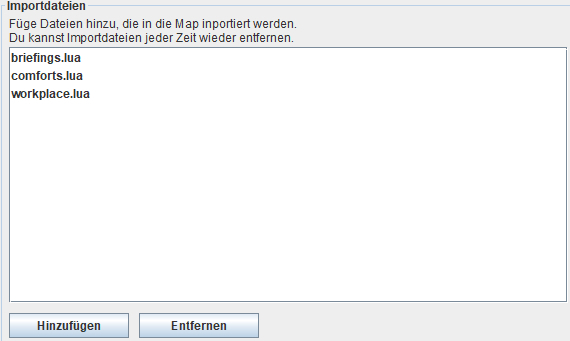 Importdateien
Füge Dateien hinzu, die in die Map inportiert werden.
Du kannst Importdateien jeder Zeit wieder entfernen.
briefings.lua
comforts.lua
workplace.lua
Hinzufügen Entfernen